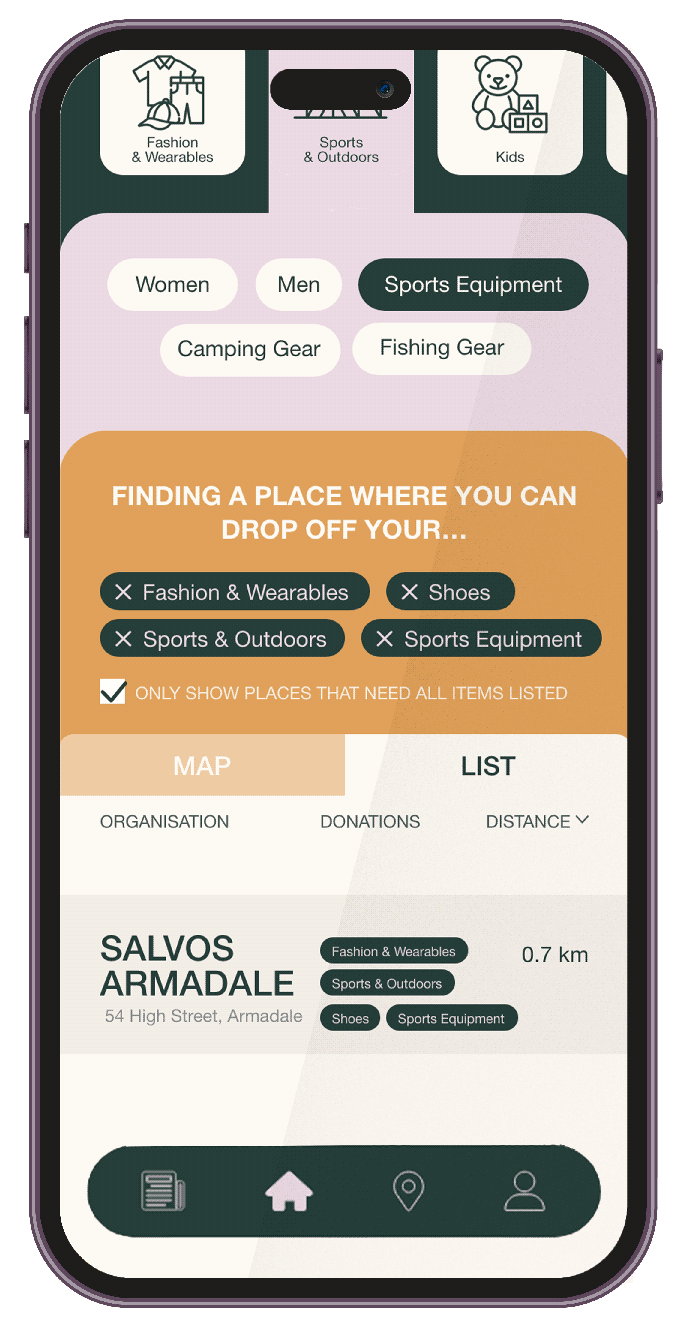 Fashion
& Wearables
Sports
& Outdoors
Kids
Women
Men
Sports Equipment
Camping Gear
Fishing Gear
FINDING A PLACE WHERE YOU CAN
DROP OFF YOUR...
Fashion & Wearables
Shoes
Sports & Outdoors
Sports Equipment
ONLY SHOW PLACES THAT NEED ALL ITEMS LISTED
MAP
LIST
ORGANISATION
DONATIONS
DISTANCE
SALVOS
ARMADALE
54 High Street, Armadale
Fashion & Wearables
Sports & Outdoors
Shoes
Sports Equipment
0.7 km